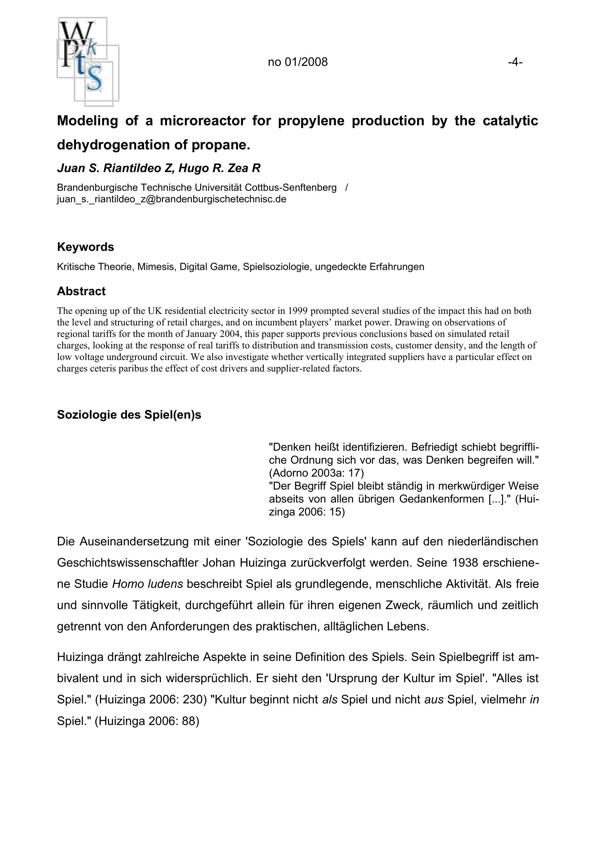 W
P k
t s
S
no 01/2008 -4-
Modeling of a microreactor for propylene production by the catalytic
dehydrogenation of propane.
Juan S. Riantildeo Z, Hugo R. Zea R
Brandenburgische Technische Universität Cottbus-Senftenberg /
juan_s._riantildeo_z@brandenburgischetechnisc.de
Keywords
Kritische Theorie, Mimesis, Digital Game, Spielsoziologie, ungedeckte Erfahrungen
Abstract
The opening up of the UK residential electricity sector in 1999 prompted several studies of the impact this had on both
the level and structuring of retail charges, and on incumbent players’ market power. Drawing on observations of
regional tariffs for the month of January 2004, this paper supports previous conclusions based on simulated retail
charges, looking at the response of real tariffs to distribution and transmission costs, customer density, and the length of
low voltage underground circuit. We also investigate whether vertically integrated suppliers have a particular effect on
charges ceteris paribus the effect of cost drivers and supplier-related factors.
Soziologie des Spiel(en)s
"Denken heißt identifizieren. Befriedigt schiebt begriffli-
che Ordnung sich vor das, was Denken begreifen will."
(Adorno 2003a: 17)
"Der Begriff Spiel bleibt ständig in merkwürdiger Weise
abseits von allen übrigen Gedankenformen [...]." (Hui-
zinga 2006: 15)
Die Auseinandersetzung mit einer 'Soziologie des Spiels' kann auf den niederländischen
Geschichtswissenschaftler Johan Huizinga zurückverfolgt werden. Seine 1938 erschiene-
ne Studie Homo ludens beschreibt Spiel als grundlegende, menschliche Aktivität. Als freie
und sinnvolle Tätigkeit, durchgeführt allein für ihren eigenen Zweck, räumlich und zeitlich
getrennt von den Anforderungen des praktischen, alltäglichen Lebens.
Huizinga drängt zahlreiche Aspekte in seine Definition des Spiels. Sein Spielbegriff ist am-
bivalent und in sich widersprüchlich. Er sieht den 'Ursprung der Kultur im Spiel'. "Alles ist
Spiel." (Huizinga 2006: 230) "Kultur beginnt nicht als Spiel und nicht aus Spiel, vielmehr in
Spiel." (Huizinga 2006: 88)